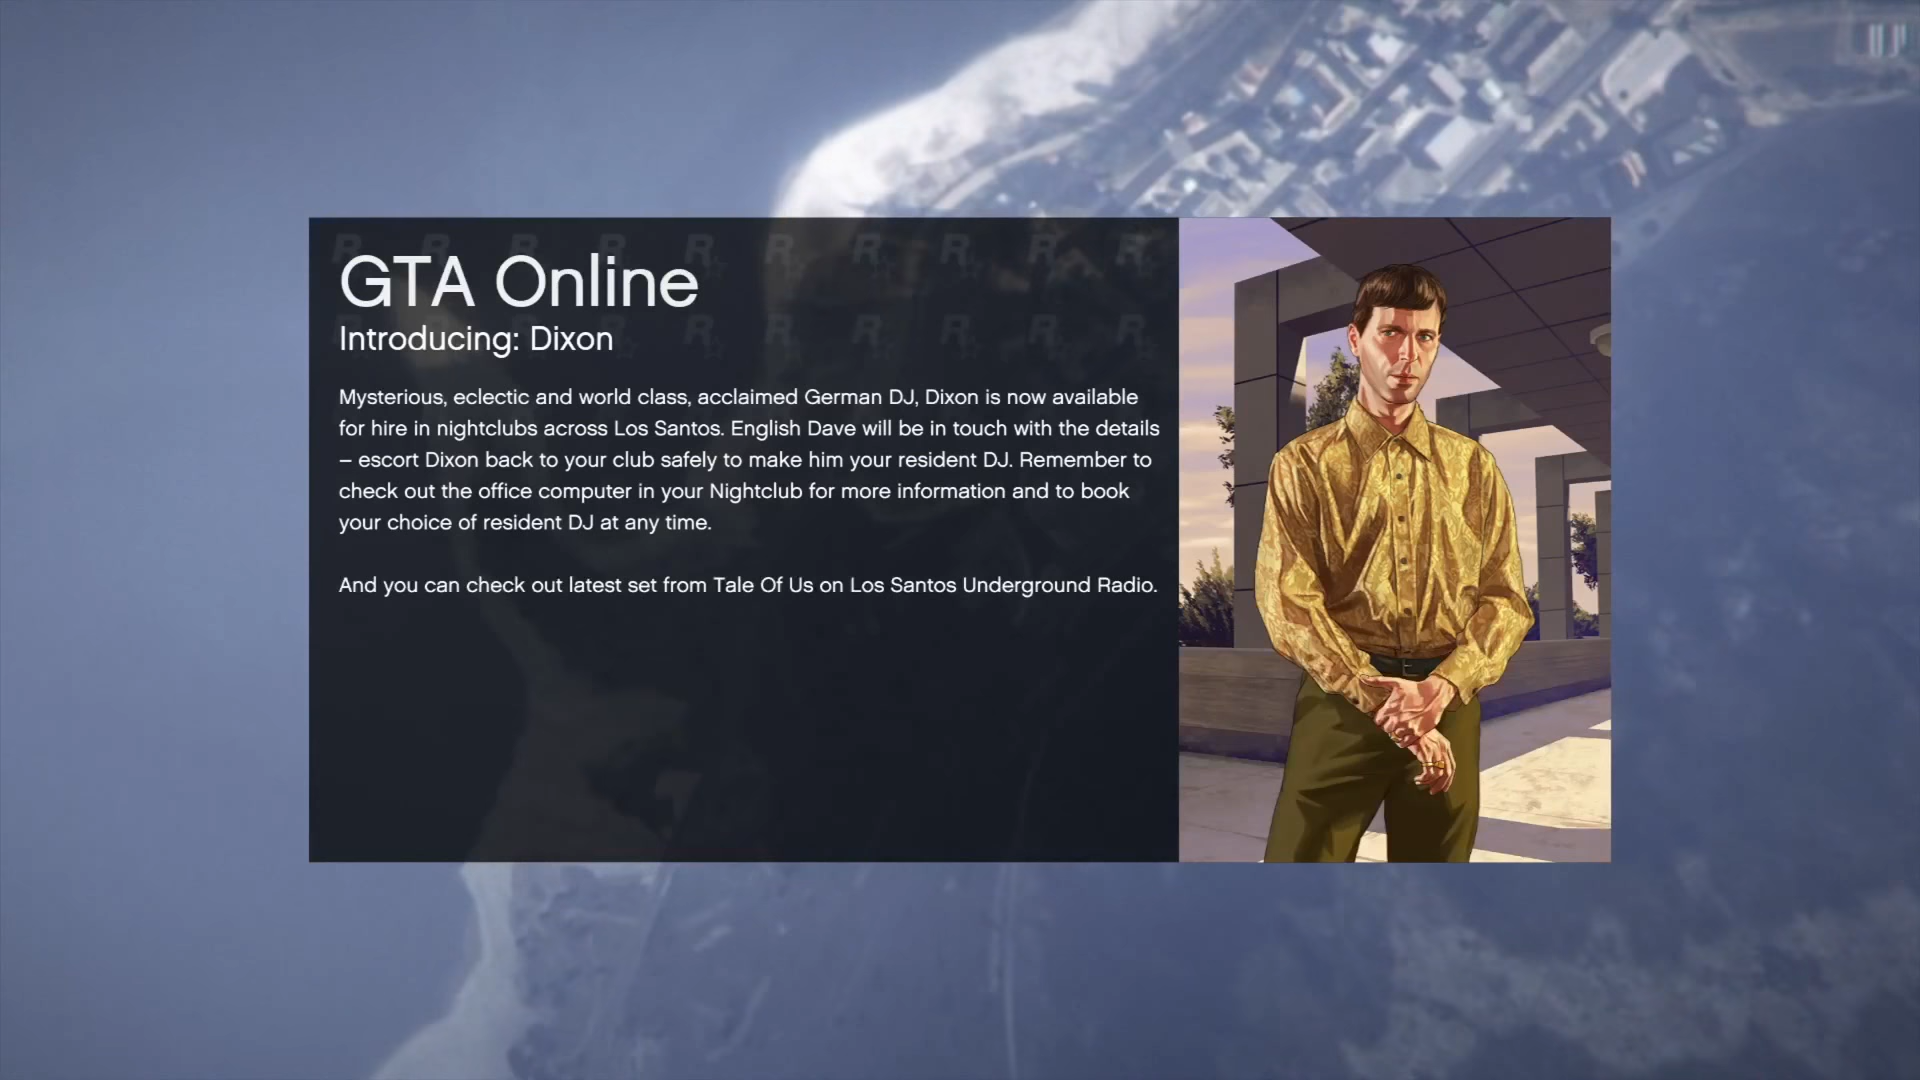 GTA Online
Introducing: Dixon
Mysterious, eclectic and world class, acclaimed German DJ, Dixon is now available
for hire in nightclubs across Los Santos. English Dave will be in touch with the details
– escort Dixon back to your club safely to make him your resident DJ. Remember to
check out the office computer in your Nightclub for more information and to book
your choice of resident DJ at any time.
And you can check out latest set from Tale Of Us on Los Santos Underground Radio.